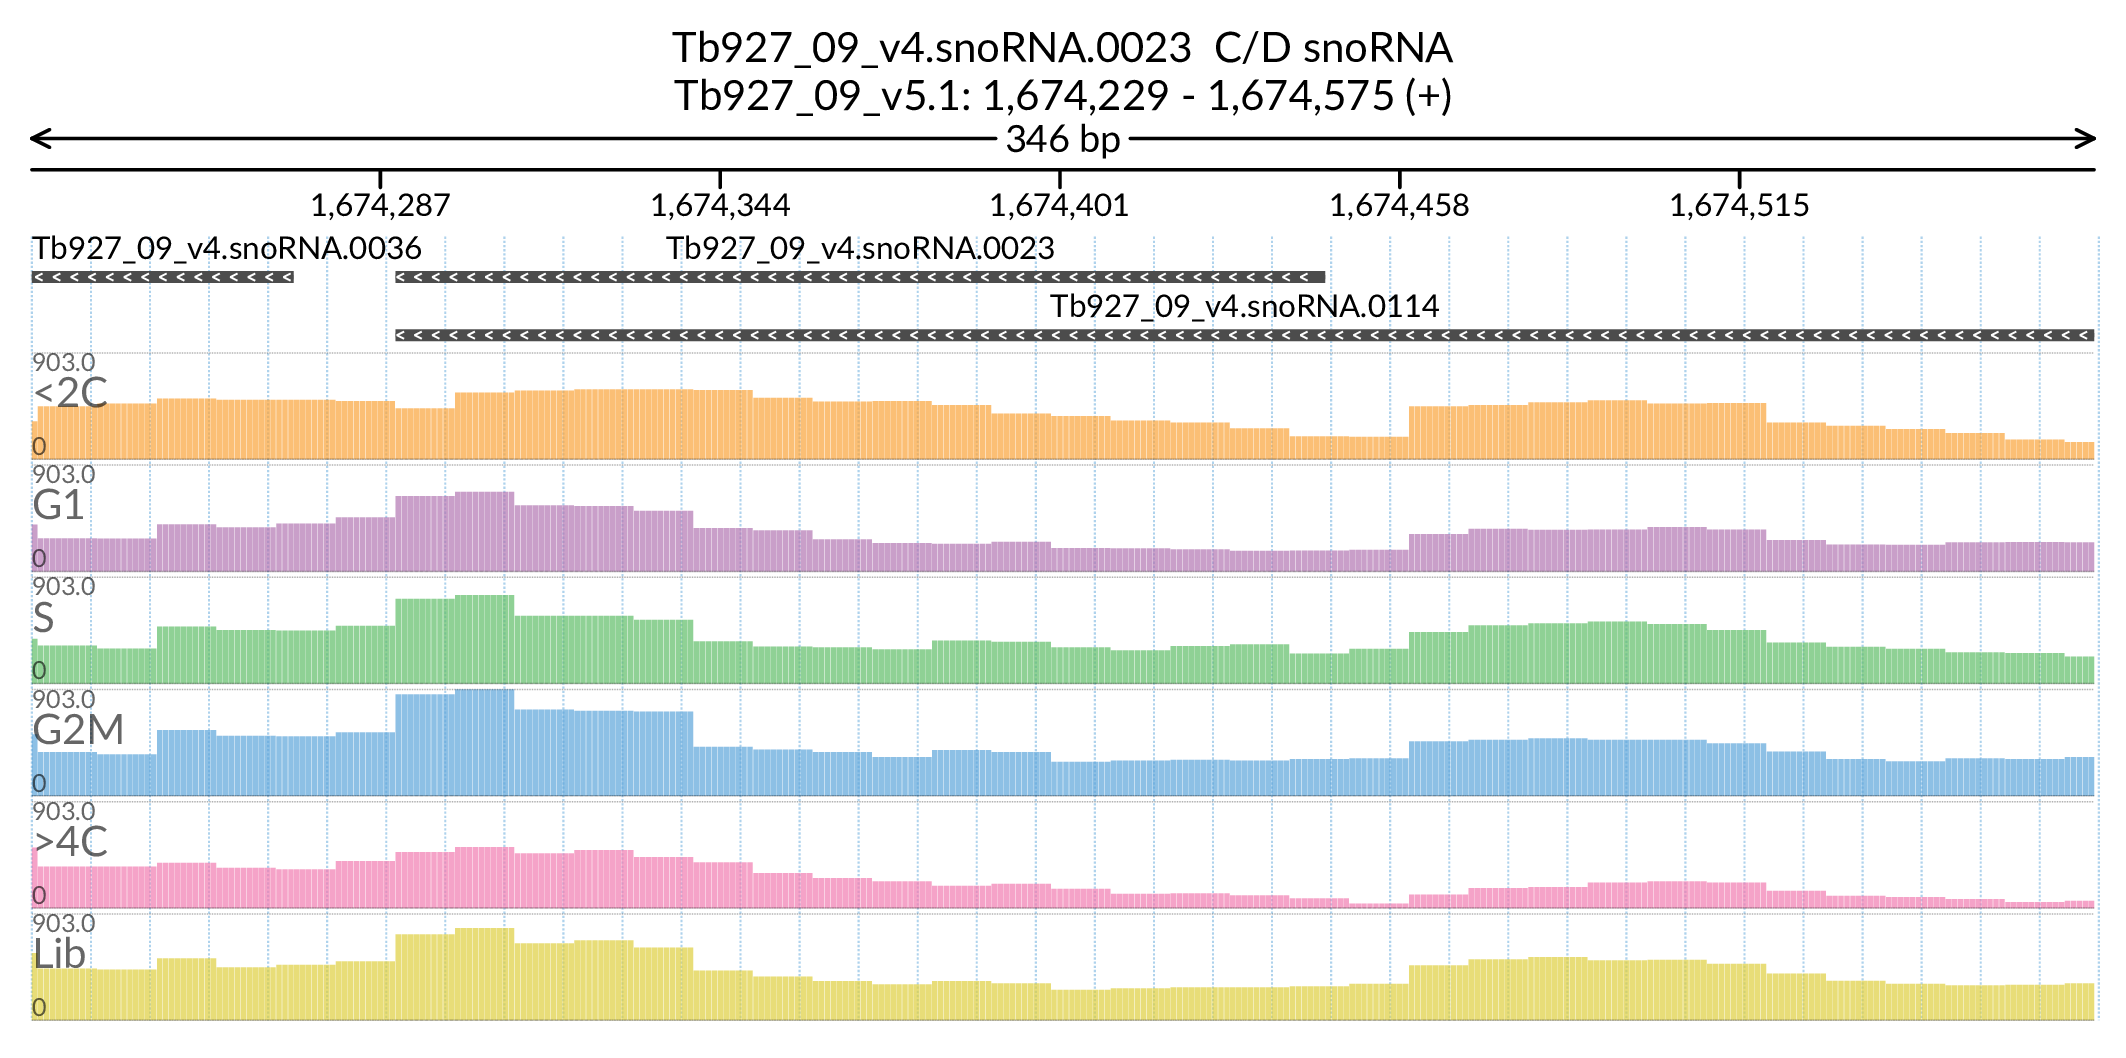 Tb927_09_v4.snoRNA.0023  C/D snoRNA
Tb927_09_v5.1: 1,674,229 - 1,674,575 (+)
346 bp
1,674,287 1,674,344 1,674,401 1,674,458 1,674,515
Tb927_09_v4.snoRNA.0036 Tb927_09_v4.snoRNA.0023
Tb927_09_v4.snoRNA.0114
903.0
<2C
0
903.0
G1
0
903.0
S
0
903.0
G2M
0
903.0
>4C
0
903.0
Lib
0